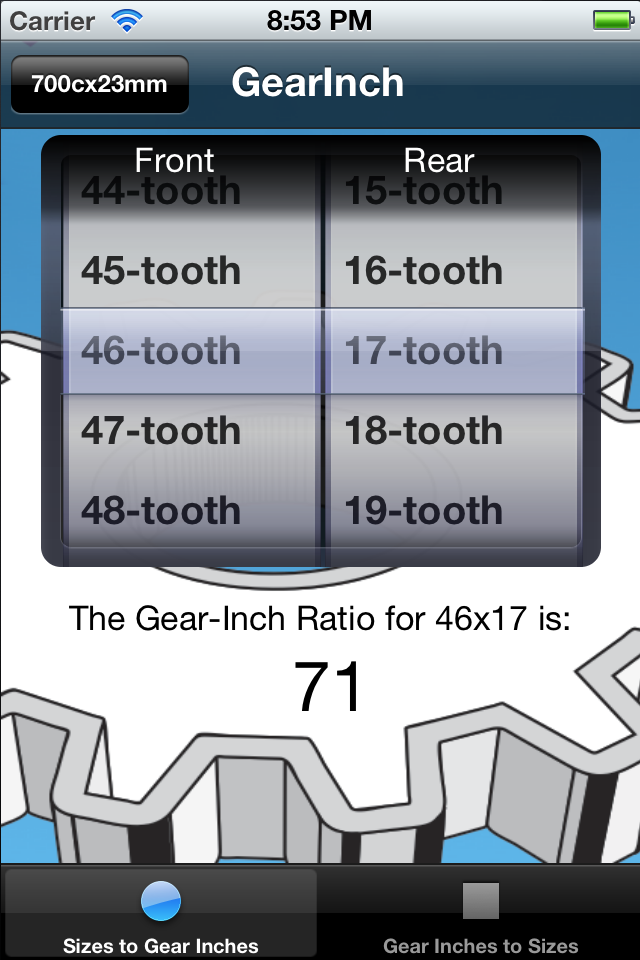 Carrier 8:53 PM
700cx23mm GearInch
Front Rear
44-tooth 15-tooth
45-tooth 16-tooth
46-tooth 17-tooth
47-tooth 18-tooth
48-tooth 19-tooth
The Gear-Inch Ratio for 46x17 is:
71
Sizes to Gear Inches Gear Inches to Sizes